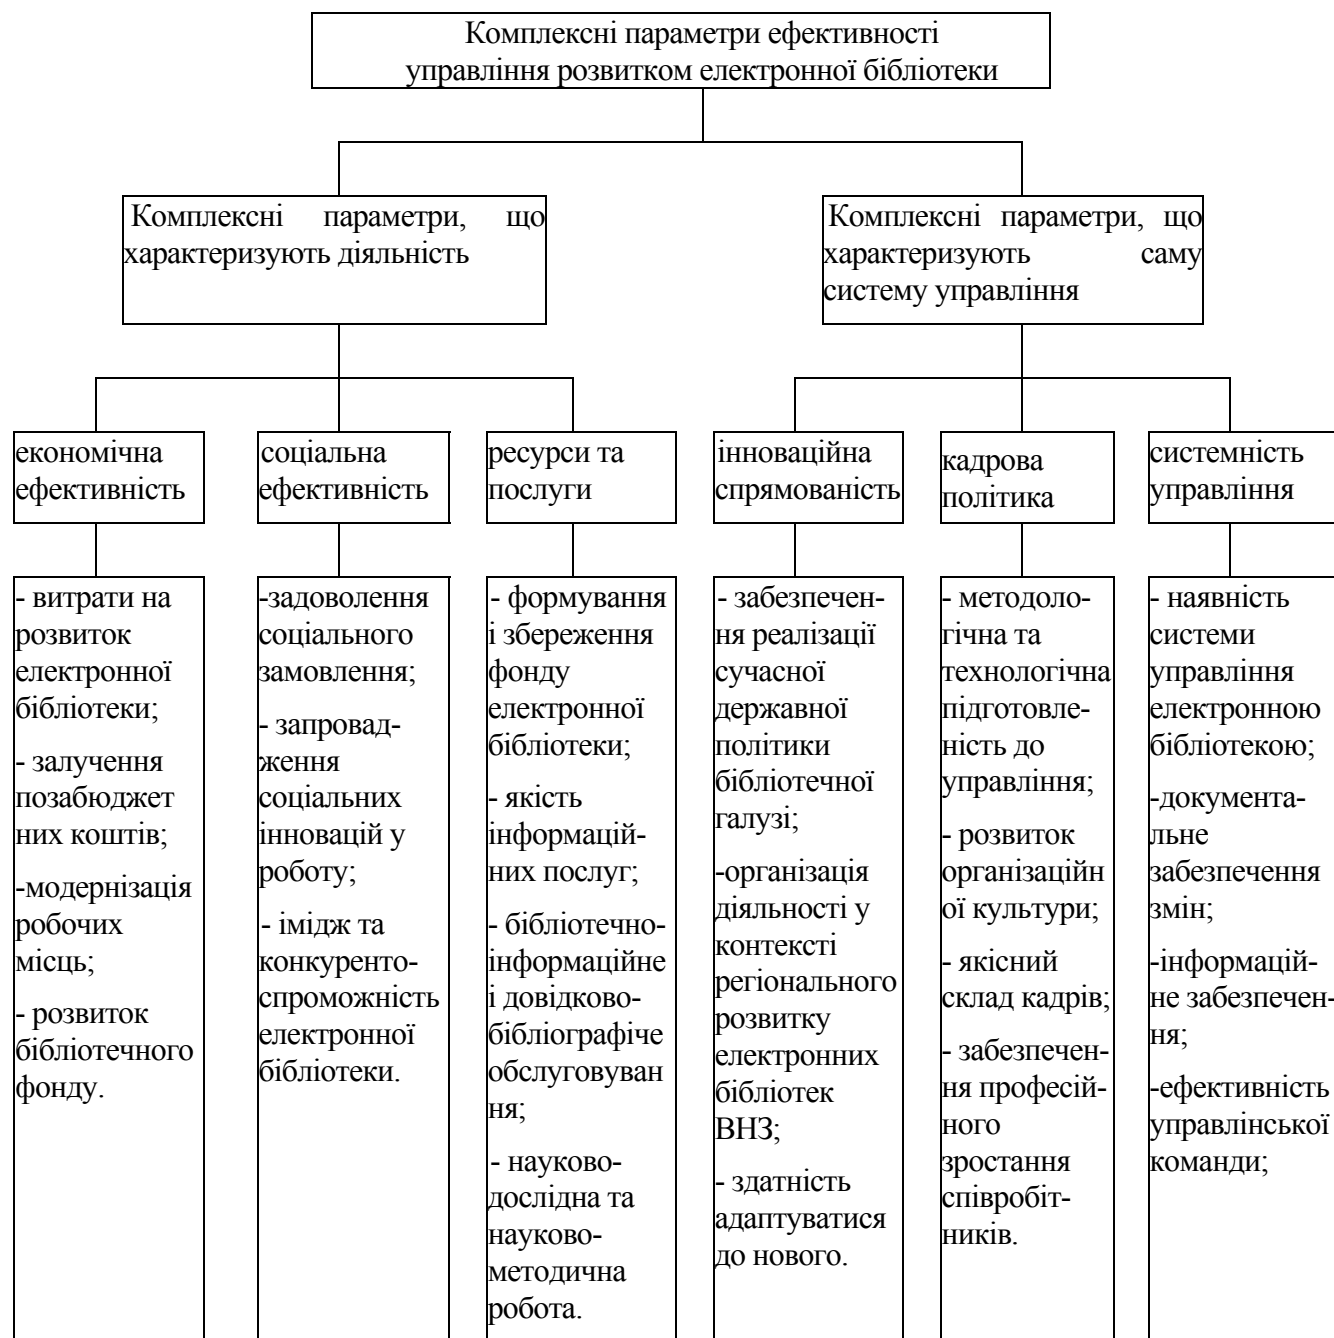 Комплексні параметри ефективності
управління розвитком електронної бібліотеки
Комплексні параметри, що
характеризують діяльність
Комплексні параметри, що
характеризують саму
систему управління
економічна
ефективність
соціальна
ефективність
ресурси та
послуги
інноваційна
спрямованість
кадрова
політика
системність
управління
- витрати на
розвиток
електронної
бібліотеки;
- залучення
позабюджет
них коштів;
-модернізація
робочих
місць;
- розвиток
бібліотечного
фонду.
-задоволення
соціального
замовлення;
- запровад-
ження
соціальних
інновацій у
роботу;
- імідж та
конкуренто-
спроможність
електронної
бібліотеки.
- формування
і збереження
фонду
електронної
бібліотеки;
- якість
інформацій-
них послуг;
- бібліотечно-
інформаційне
і довідково-
бібліографіче
обслуговуван
ня;
- науково-
дослідна та
науково-
методична
робота.
- забезпечен-
ня реалізації
сучасної
державної
політики
бібліотечної
галузі;
-організація
діяльності у
контексті
регіонального
розвитку
електронних
бібліотек
ВНЗ;
- здатність
адаптуватися
до нового.
- методоло-
гічна та
технологічна
підготовле-
ність до
управління;
- розвиток
організаційн
ої культури;
- якісний
склад кадрів;
- забезпечен-
ня професій-
ного
зростання
співробіт-
ників.
- наявність
системи
управління
електронною
бібліотекою;
-документа-
льне
забезпечення
змін;
-інформацій-
не забезпечен-
ня;
-ефективність
управлінської
команди;